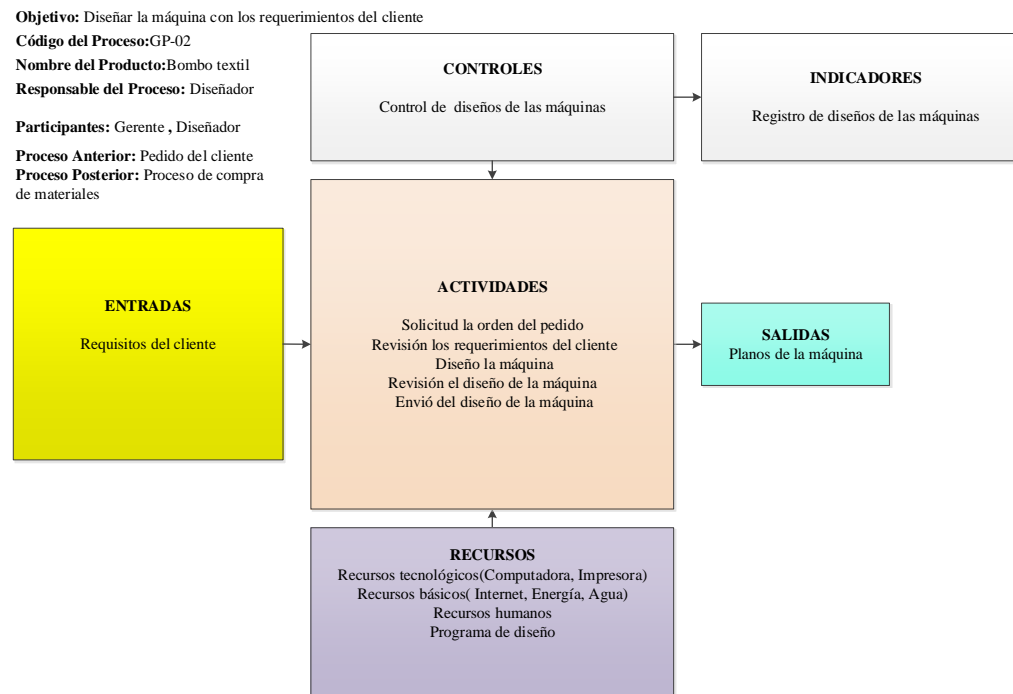 Objetivo: Diseñar la máquina con los requerimientos del cliente
Código del Proceso:GP-02
Nombre del Producto:Bombo textil
Responsable del Proceso: Diseñador
Participantes: Gerente , Diseñador
Proceso Anterior: Pedido del cliente
Proceso Posterior: Proceso de compra
de materiales
CONTROLES
Control de diseños de las máquinas
INDICADORES
Registro de diseños de las máquinas
ENTRADAS
Requisitos del cliente
ACTIVIDADES
Solicitud la orden del pedido
Revisión los requerimientos del cliente
Diseño la máquina
Revisión el diseño de la máquina
Envió del diseño de la máquina
SALIDAS
Planos de la máquina
RECURSOS
Recursos tecnológicos(Computadora, Impresora)
Recursos básicos( Internet, Energía, Agua)
Recursos humanos
Programa de diseño